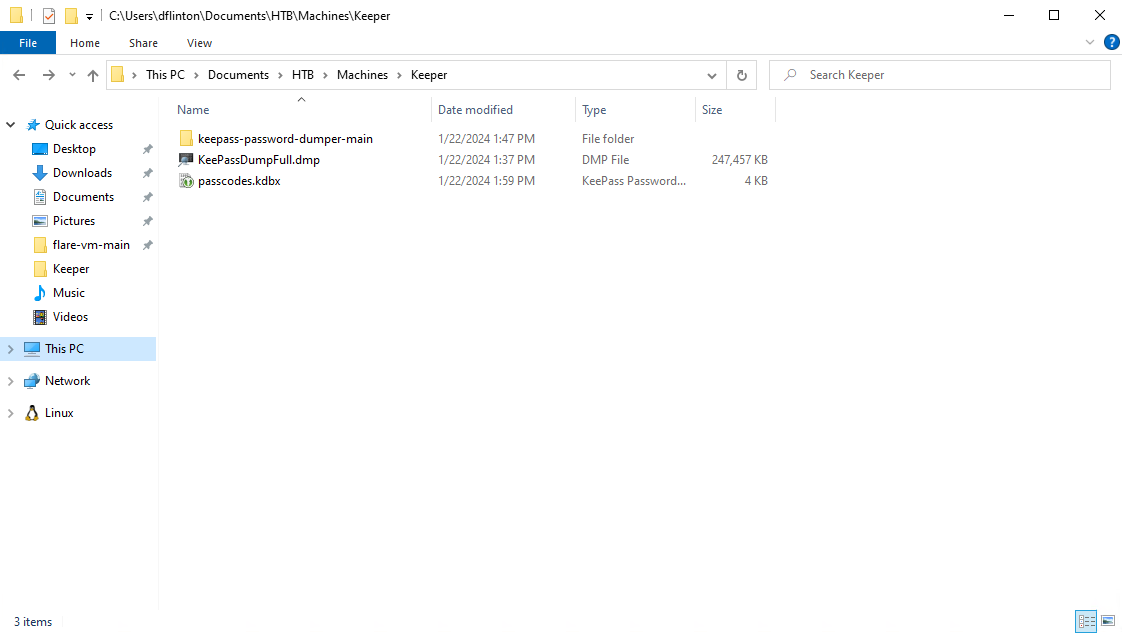 C:\Users\dflinton\Documents\HTB\Machines\Keeper
File Home Share View ?
This PC Documents HTB Machines Keeper Search Keeper
Name Date modified Type Size
Quick access
Desktop
Downloads
Documents
Pictures
flare-vm-main
Keeper
Music
Videos
This PC
Network
Linux
keepass-password-dumper-main 1/22/2024 1:47 PM File folder
KeePassDumpFull.dmp 1/22/2024 1:37 PM DMP File 247,457 KB
passcodes.kdbx 1/22/2024 1:59 PM KeePass Password... 4 KB
3 items